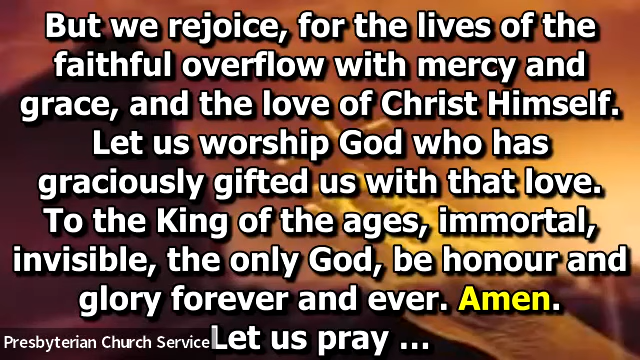 But we rejoice, for the lives of the
faithful overflow with mercy and
grace, and the love of Christ Himself.
Let us worship God who has
graciously gifted us with that love.
To the King of the ages, immortal,
invisible, the only God, be honour and
glory forever and ever. Amen.
Let us pray ...
Presbyterian Church Service